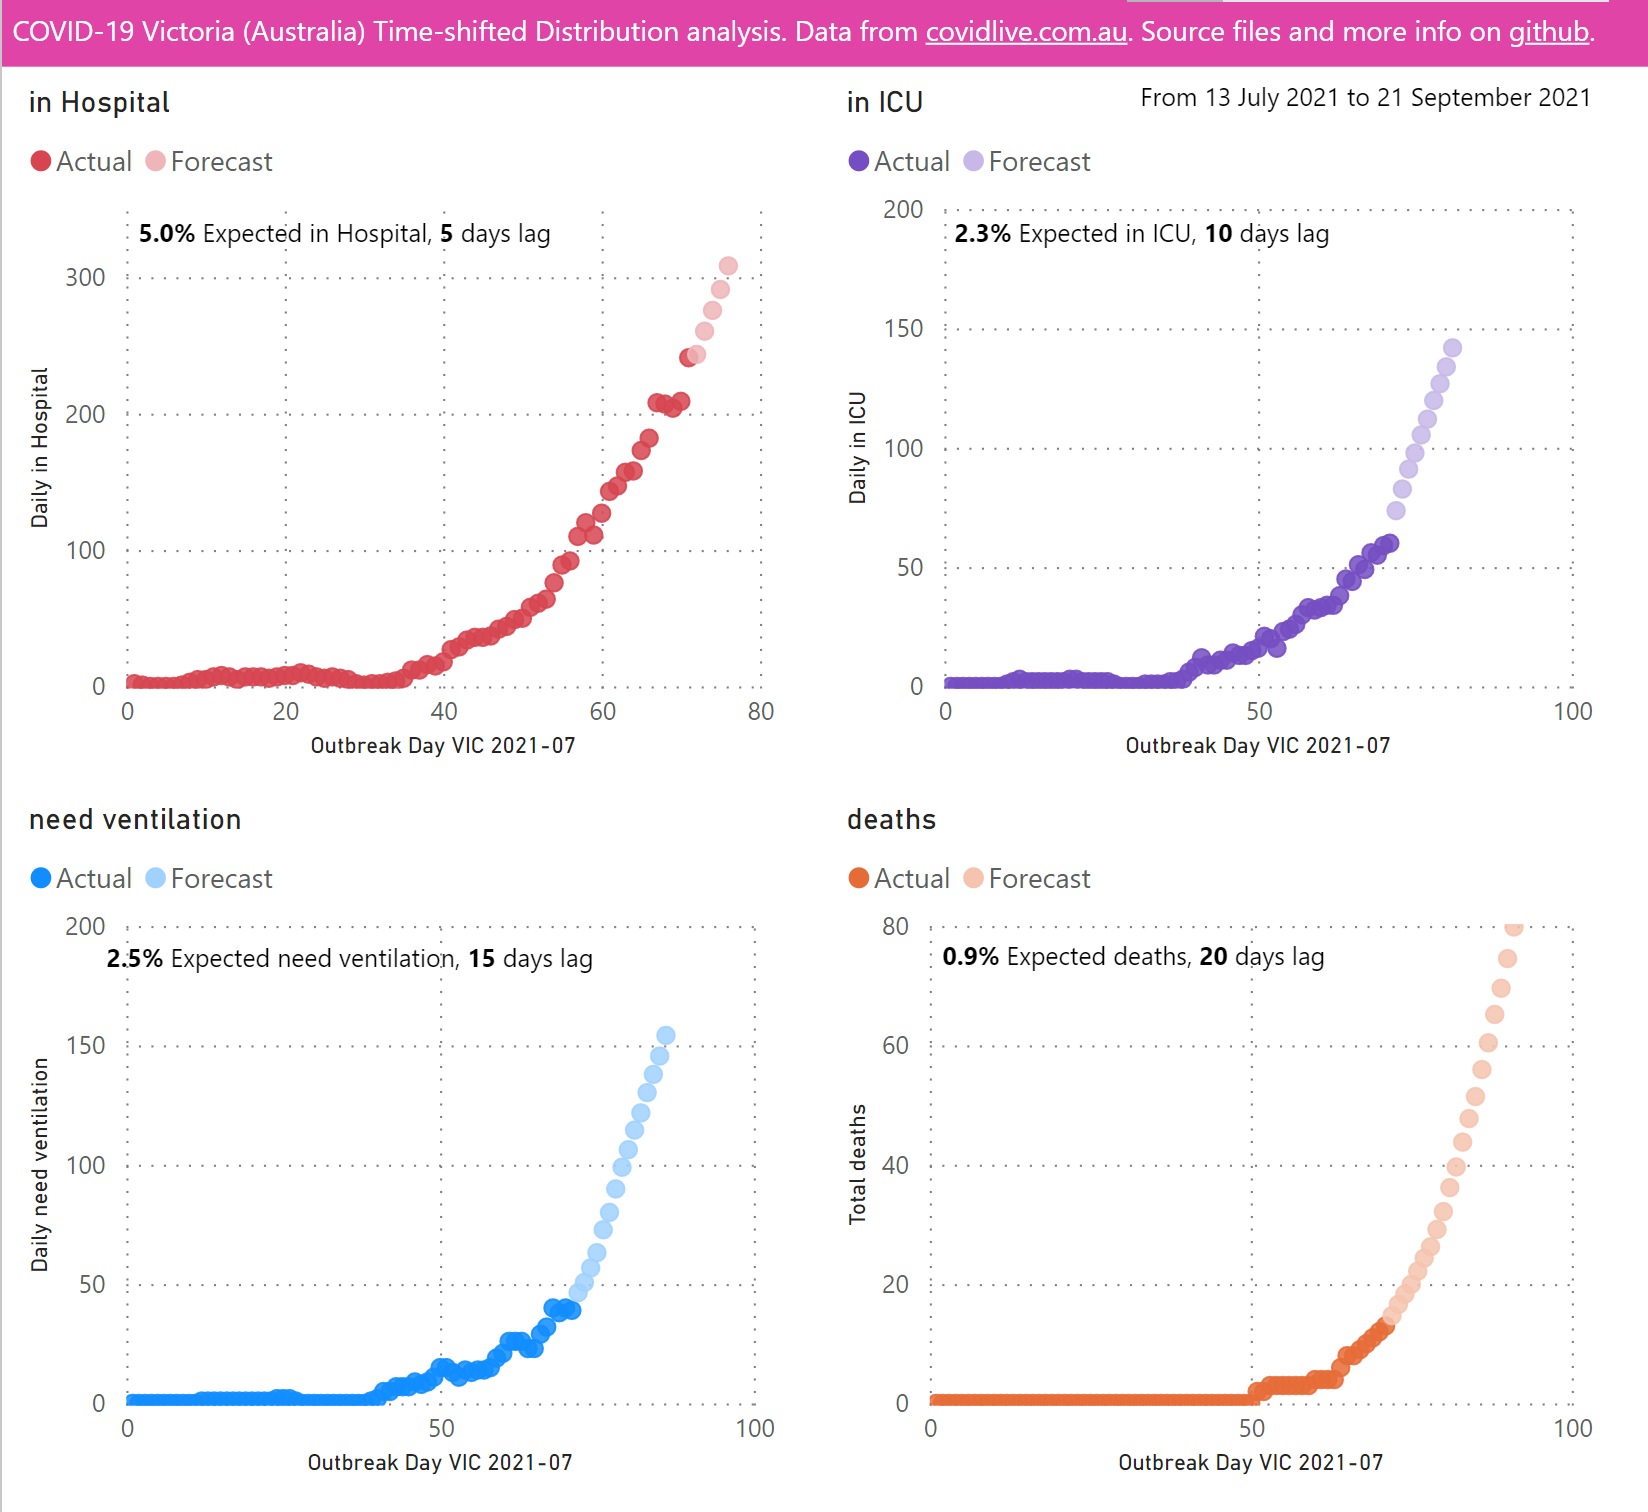 COVID-19 Victoria (Australia) Time-shifted Distribution analysis. Data from covidlive.com.au. Source files and more info on github.
in Hospital
Actual Forecast
5.0% Expected in Hospital, 5 days lag
300
200
100
0
Daily in Hospital
0 20 40 60 80
Outbreak Day VIC 2021-07
in ICU
From 13 July 2021 to 21 September 2021
Actual Forecast
200
2.3% Expected in ICU, 10 days lag
150
100
50
0
Daily in ICU
0 50 100
Outbreak Day VIC 2021-07
need ventilation
Actual Forecast
200
2.5% Expected need ventilation, 15 days lag
150
100
50
0
Daily need ventilation
0 50 100
Outbreak Day VIC 2021-07
deaths
Actual Forecast
80
0.9% Expected deaths, 20 days lag
60
40
20
0
Total deaths
0 50 100
Outbreak Day VIC 2021-07